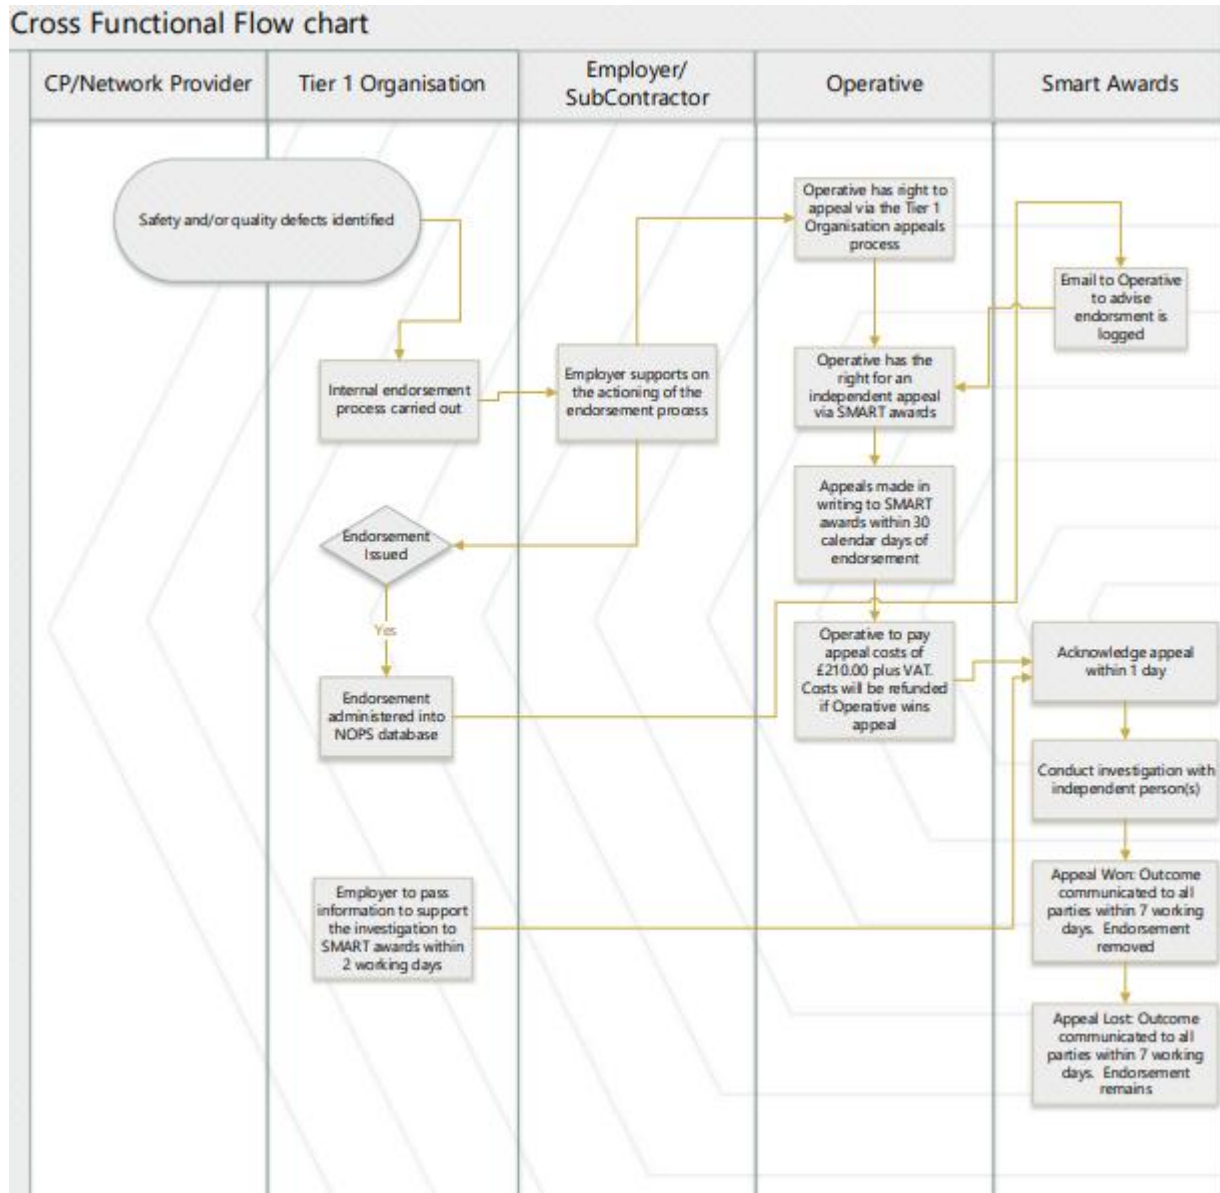 Cross Functional Flow chart
CP/Network Provider
Tier 1 Organisation
Employer/
SubContractor
Operative
Smart Awards
Safety and/or quality defects identified
Internal endorsement
process carried out
Employer supports on
the actioning of the
endorsement process
Operative has right to
appeal via the Tier 1
Organisation appeals
process
Email to Operative
to advise
endorsment is
logged
Operative has the
right for an
independent appeal
via SMART awards
Appeals made in
writing to SMART
awards within 30
calendar days of
endorsement
Endorsement
Issued
Yes
Endorsement
administered into
NOPS database
Operative to pay
appeal costs of
£210.00 plus VAT.
Costs will be refunded
if Operative wins
appeal
Acknowledge appeal
within 1 day
Conduct investigation with
independent person(s)
Employer to pass
information to support
the investigation to
SMART awards within
2 working days
Appeal Won: Outcome
communicated to all
parties within 7 working
days. Endorsement
removed
Appeal Lost: Outcome
communicated to all
parties within 7 working
days. Endorsement
remains